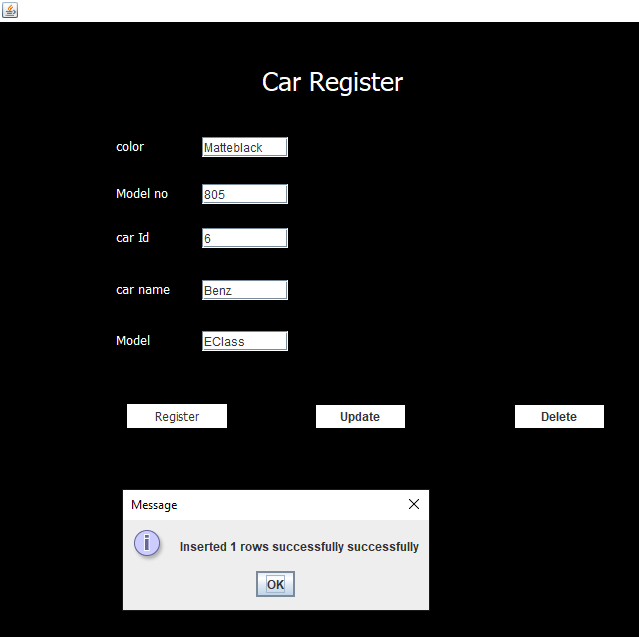 Car Register
color Matteblack
Model no 805
car Id 6
car name Benz
Model EClass
Register Update Delete
Message
i Inserted 1 rows successfully successfully
OK